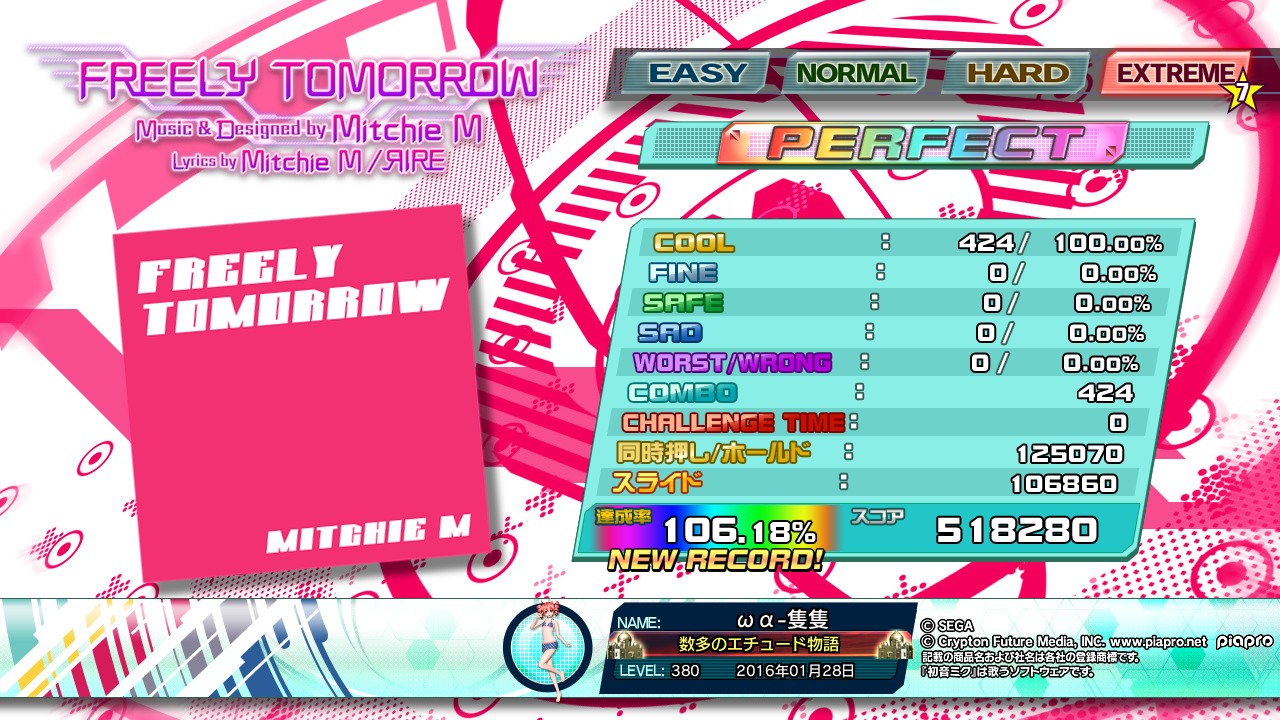 FREELY TOMORROW
Music & Designed by Mitchie M
Lyrics by Mitchie M /ЯIRE
EASY
NORMAL
HARD
EXTREME
7
PERFECT
FREELY
TOMORROW
MITCHIE M
COOL : 424 / 100.00%
FINE : 0 / 0.00%
SAFE : 0 / 0.00%
SAD : 0 / 0.00%
WORST/WRONG : 0 / 0.00%
COMBO : 424
CHALLENGE TIME : 0
同時押し/ホールド : 125070
スライド : 106860
達成率 106.18% スコア 518280
NEW RECORD!
NAME: ωα-隻隻
数多のエチュード物語
LEVEL: 380 2016年01月28日
© SEGA
© Crypton Future Media, INC. www.piapro.net piapro
記載の商品名および社名は各社の登録商標です。
『初音ミク』は歌うソフトウェアです。